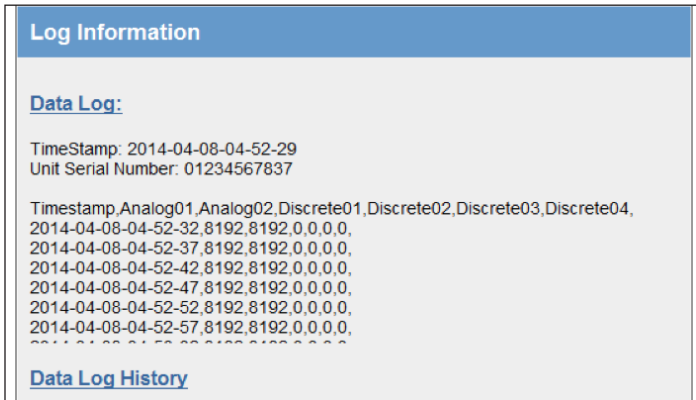 Log Information
Data Log:
TimeStamp: 2014-04-08-04-52-29
Unit Serial Number: 01234567837
Timestamp,Analog01,Analog02,Discrete01,Discrete02,Discrete03,Discrete04,
2014-04-08-04-52-32,8192,8192,0,0,0,0,
2014-04-08-04-52-37,8192,8192,0,0,0,0,
2014-04-08-04-52-42,8192,8192,0,0,0,0,
2014-04-08-04-52-47,8192,8192,0,0,0,0,
2014-04-08-04-52-52,8192,8192,0,0,0,0,
2014-04-08-04-52-57,8192,8192,0,0,0,0,
Data Log History